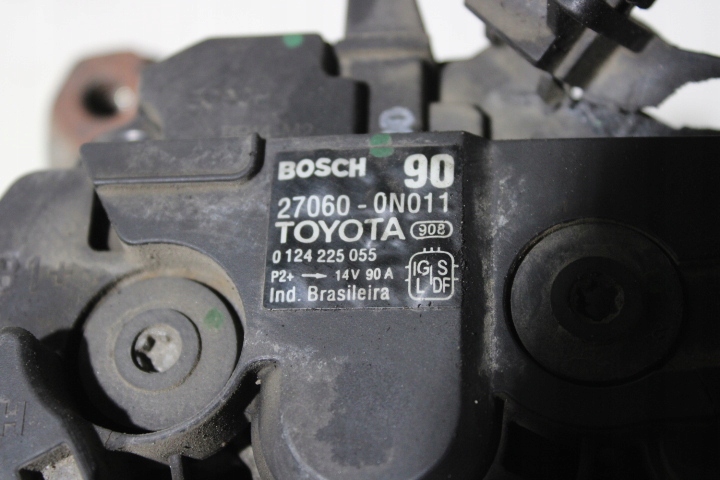 BOSCH 90
27060 - 0N011
TOYOTA 908
0 124 225 055
P2+ → 14V 90 A
Ind. Brasileira
IG S
L DF
H